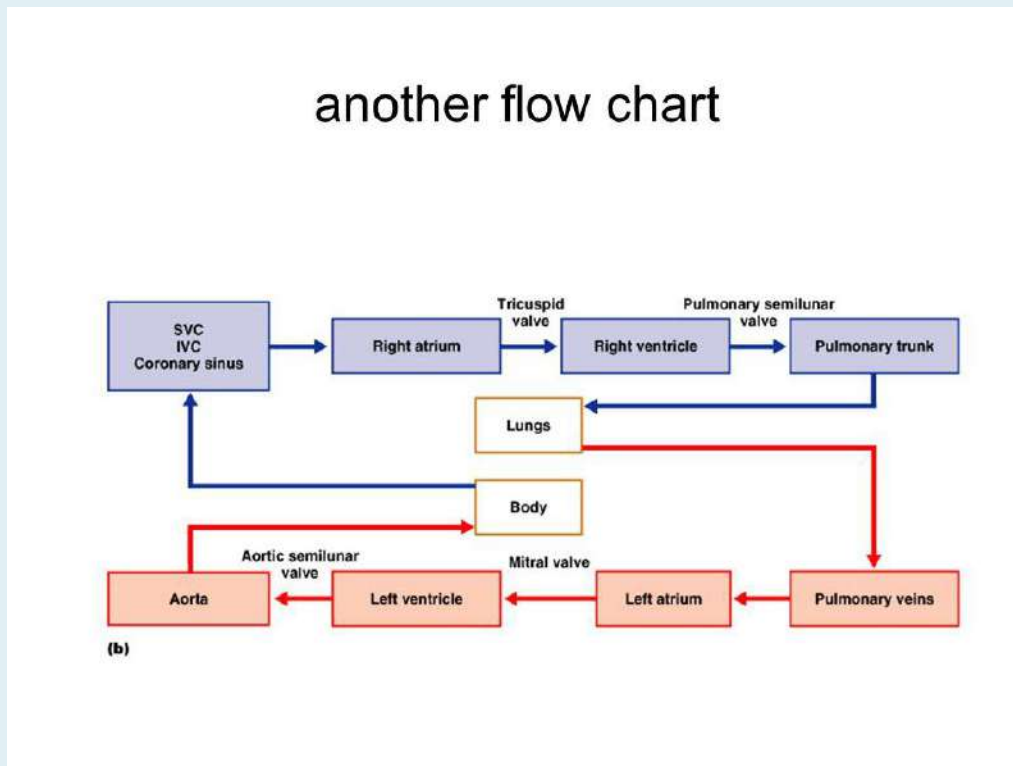 another flow chart
Tricuspid
valve
Pulmonary semilunar
valve
SVC
IVC
Coronary sinus
Right atrium
Right ventricle
Pulmonary trunk
Lungs
Body
Aortic semilunar
valve
Mitral valve
Aorta
Left ventricle
Left atrium
Pulmonary veins
(b)